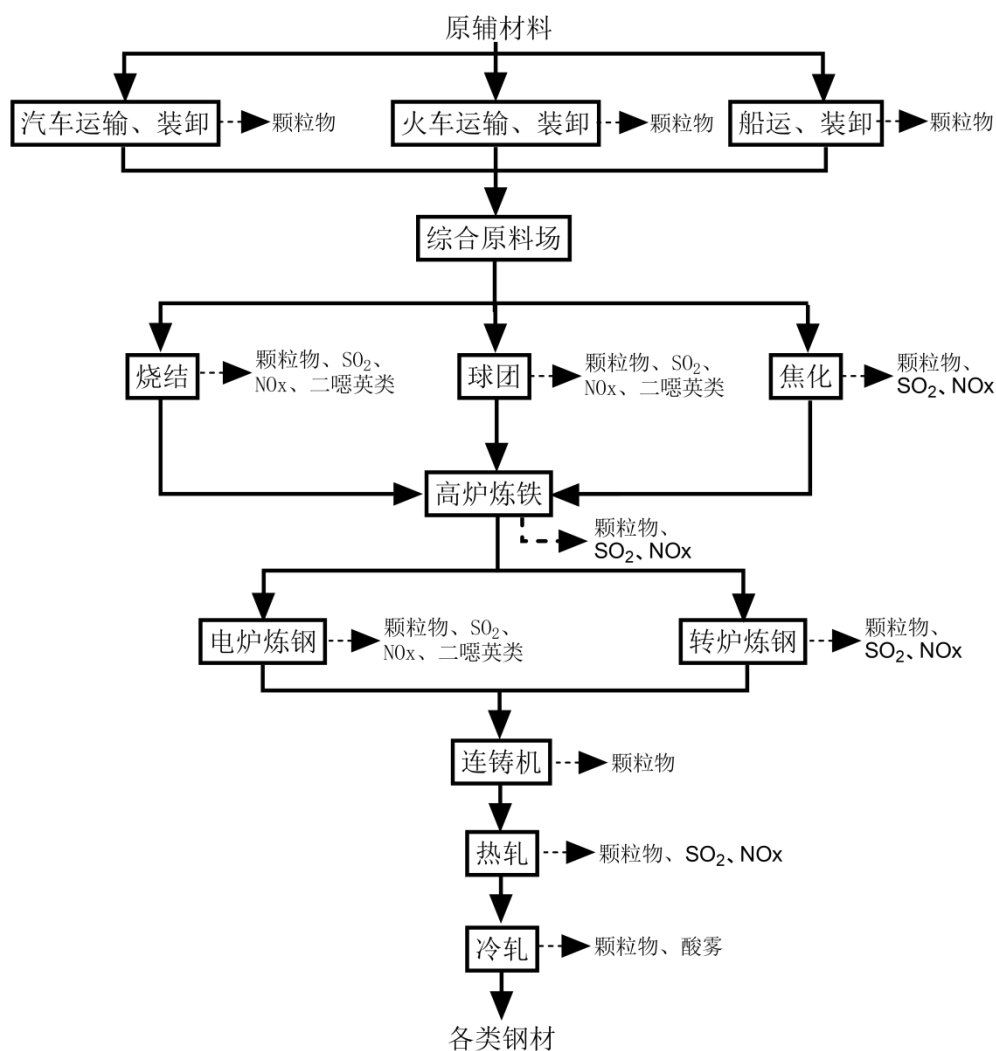 原辅材料
汽车运输、装卸
颗粒物
火车运输、装卸
颗粒物
船运、装卸
颗粒物
综合原料场
烧结
颗粒物、SO₂、
NOx、二噁英类
球团
颗粒物、SO₂、
NOx、二噁英类
焦化
颗粒物、
SO₂、NOx
高炉炼铁
颗粒物、
SO₂、NOx
电炉炼钢
颗粒物、SO₂、
NOx、二噁英类
转炉炼钢
颗粒物、
SO₂、NOx
连铸机
颗粒物
热轧
颗粒物、SO₂、NOx
冷轧
颗粒物、酸雾
各类钢材